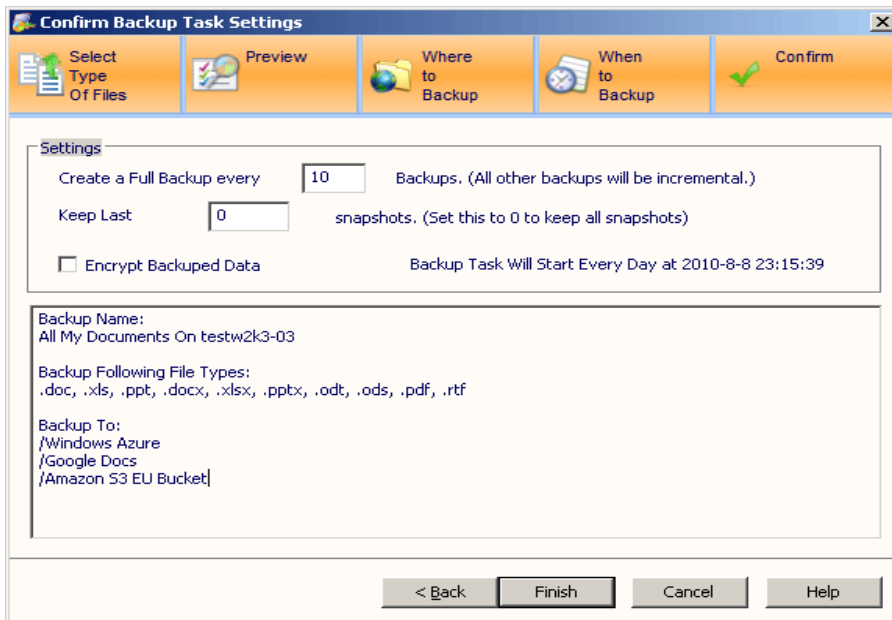 Confirm Backup Task Settings
Select
Type
Of Files
Preview
Where
to
Backup
When
to
Backup
Confirm
Settings
Create a Full Backup every 10 Backups. (All other backups will be incremental.)
Keep Last 0 snapshots. (Set this to 0 to keep all snapshots)
Encrypt Backuped Data Backup Task Will Start Every Day at 2010-8-8 23:15:39
Backup Name:
All My Documents On testw2k3-03
Backup Following File Types:
.doc, .xls, .ppt, .docx, .xlsx, .pptx, .odt, .ods, .pdf, .rtf
Backup To:
/Windows Azure
/Google Docs
/Amazon S3 EU Bucket
< Back Finish Cancel Help